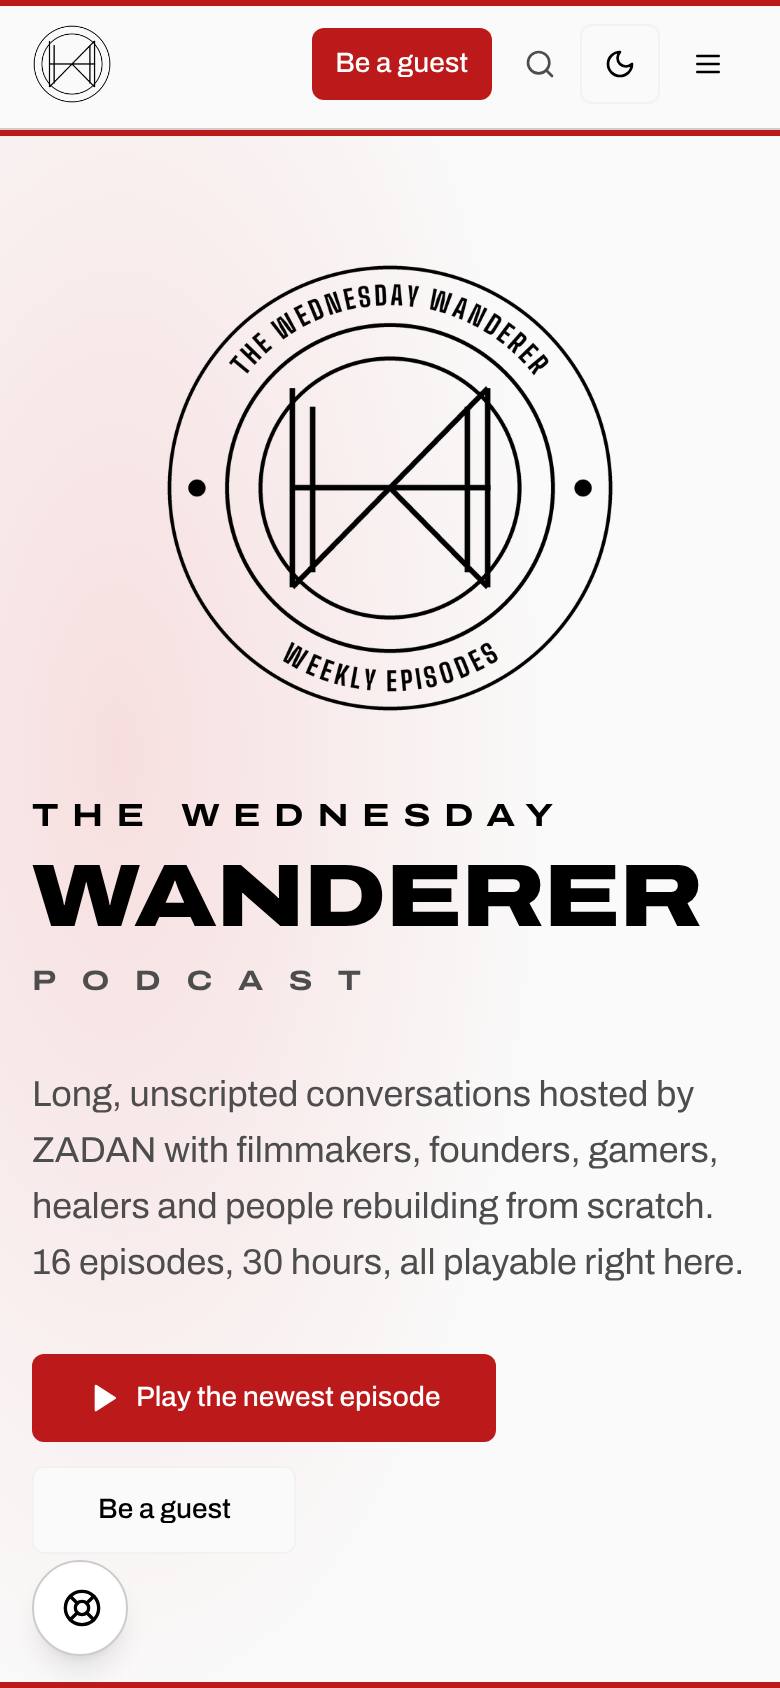 Be a guest
THE WEDNESDAY WANDERER
WEEKLY EPISODES
THE WEDNESDAY
WANDERER
PODCAST
Long, unscripted conversations hosted by
ZADAN with filmmakers, founders, gamers,
healers and people rebuilding from scratch.
16 episodes, 30 hours, all playable right here.
Play the newest episode
Be a guest